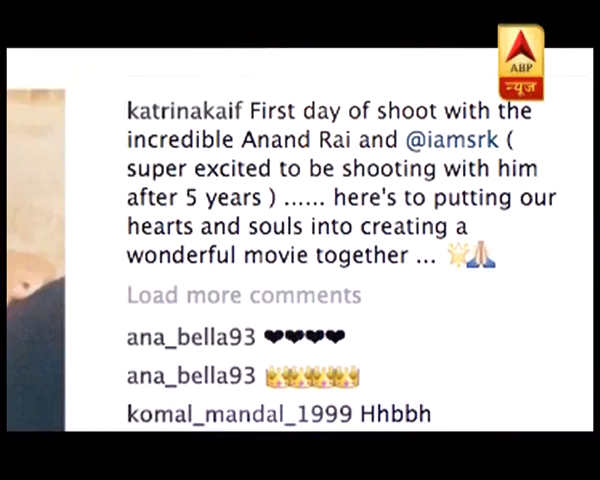 ABP
न्यूज़
katrinakaif First day of shoot with the
incredible Anand Rai and @iamsrk (
super excited to be shooting with him
after 5 years ) ...... here's to putting our
hearts and souls into creating a
wonderful movie together ... 🌟🙏🏼
Load more comments
ana_bella93 ❤❤❤❤
ana_bella93 👑👑👑👑
komal_mandal_1999 Hhbbh